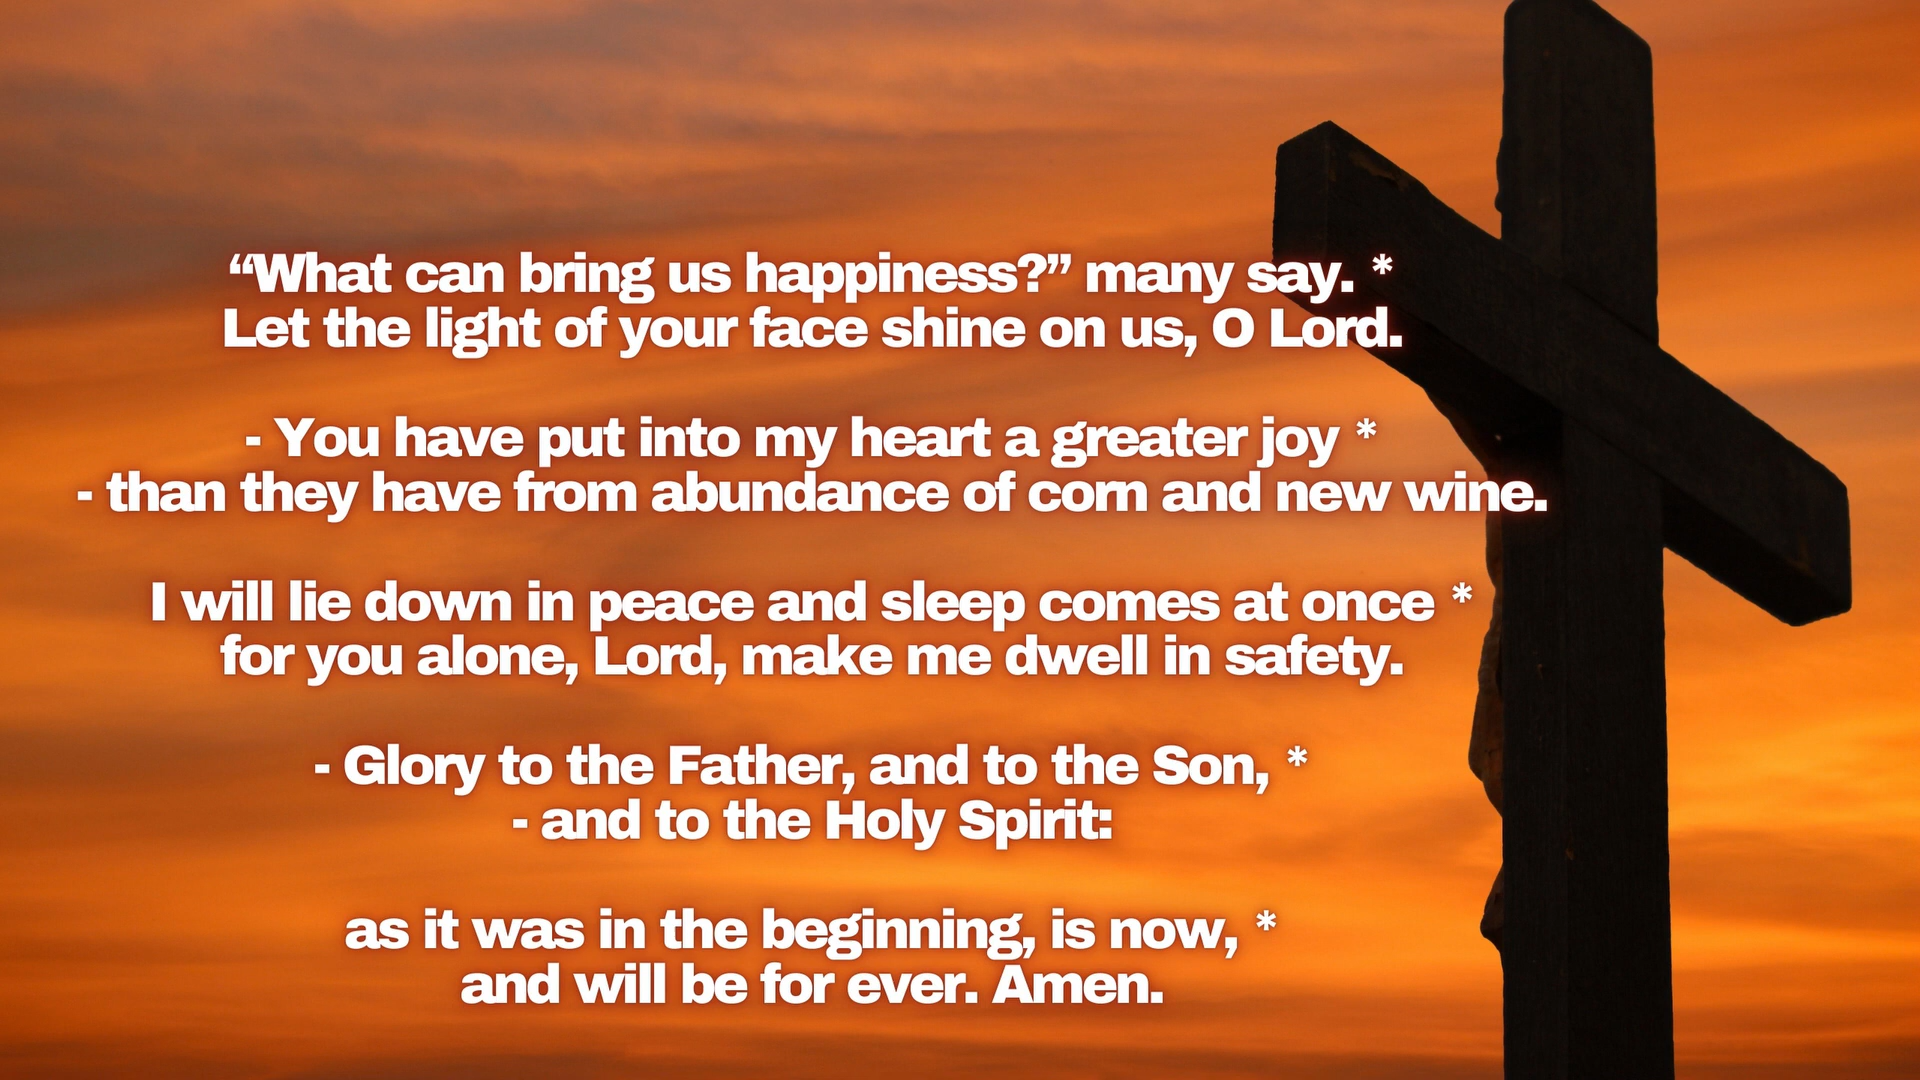 “What can bring us happiness?” many say. *
Let the light of your face shine on us, O Lord.
- You have put into my heart a greater joy *
- than they have from abundance of corn and new wine.
I will lie down in peace and sleep comes at once *
for you alone, Lord, make me dwell in safety.
- Glory to the Father, and to the Son, *
- and to the Holy Spirit:
as it was in the beginning, is now, *
and will be for ever. Amen.